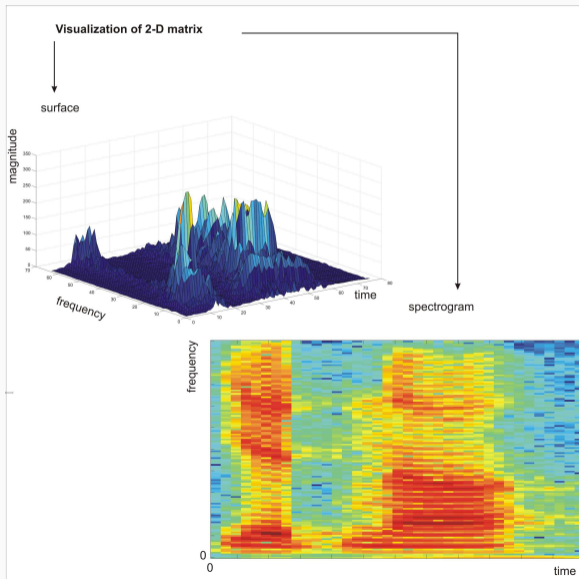 Visualization of 2-D matrix
surface
magnitude
frequency
time
spectrogram
frequency
0
0
time